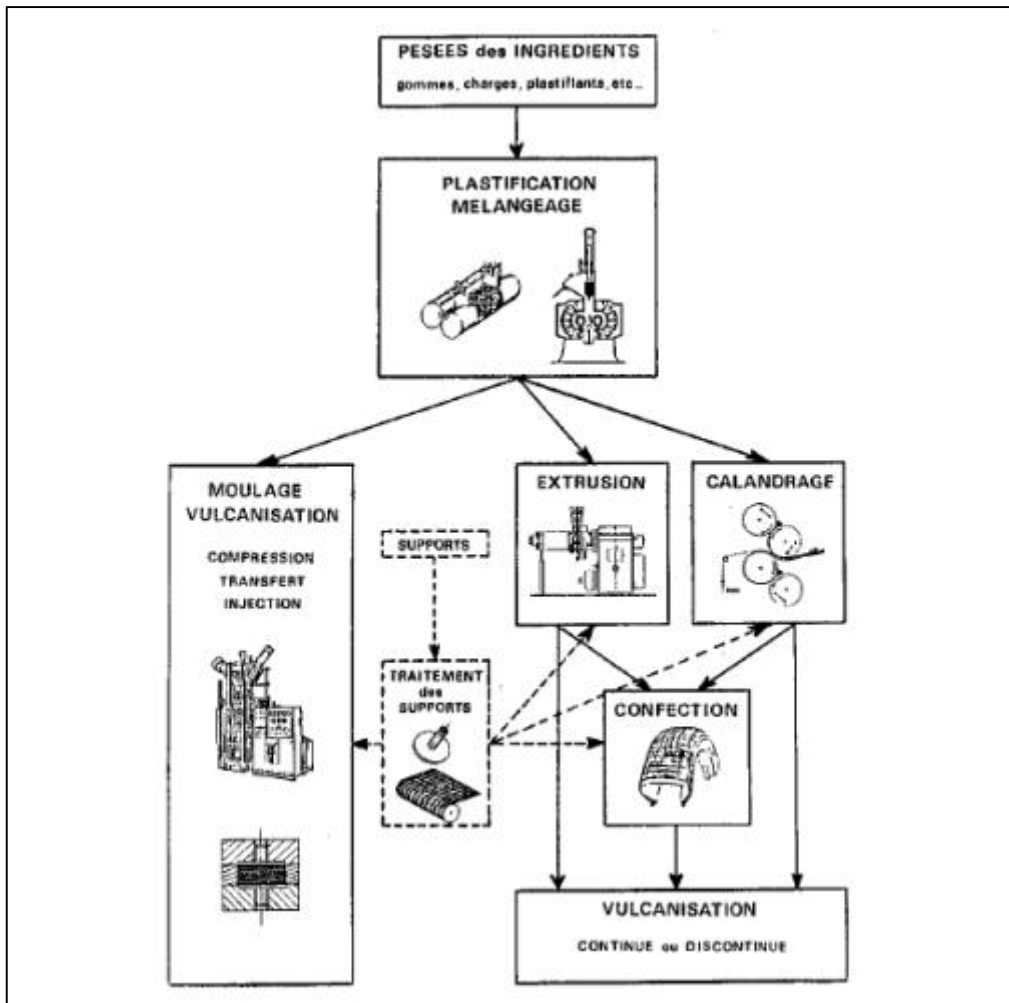 PESEES des INGREDIENTS
gommes, charges, plastifiants, etc...
PLASTIFICATION
MELANGEAGE
MOULAGE
VULCANISATION
COMPRESSION
TRANSFERT
INJECTION
SUPPORTS
TRAITEMENT
des
SUPPORTS
EXTRUSION
CALANDRAGE
CONFECTION
VULCANISATION
CONTINUE ou DISCONTINUE